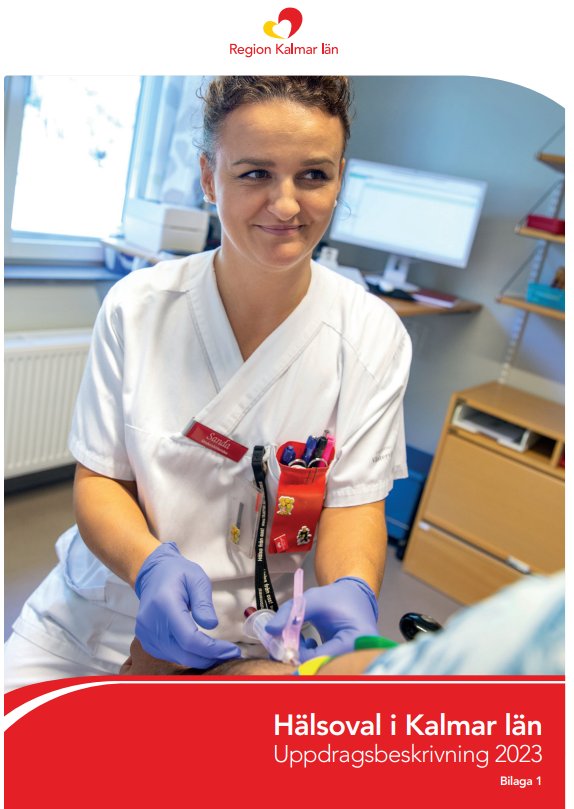 Region Kalmar län
Sanda
Hälsoval i Kalmar län
Uppdragsbeskrivning 2023
Bilaga 1